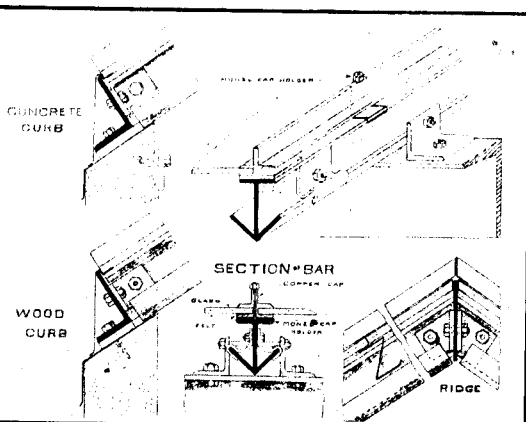 MONEL CAP HOLDER
CONCRETE
CURB
SECTION OF BAR
COPPER CAP
GLASS
FELT
MONEL CAP
HOLDER
WOOD
CURB
RIDGE